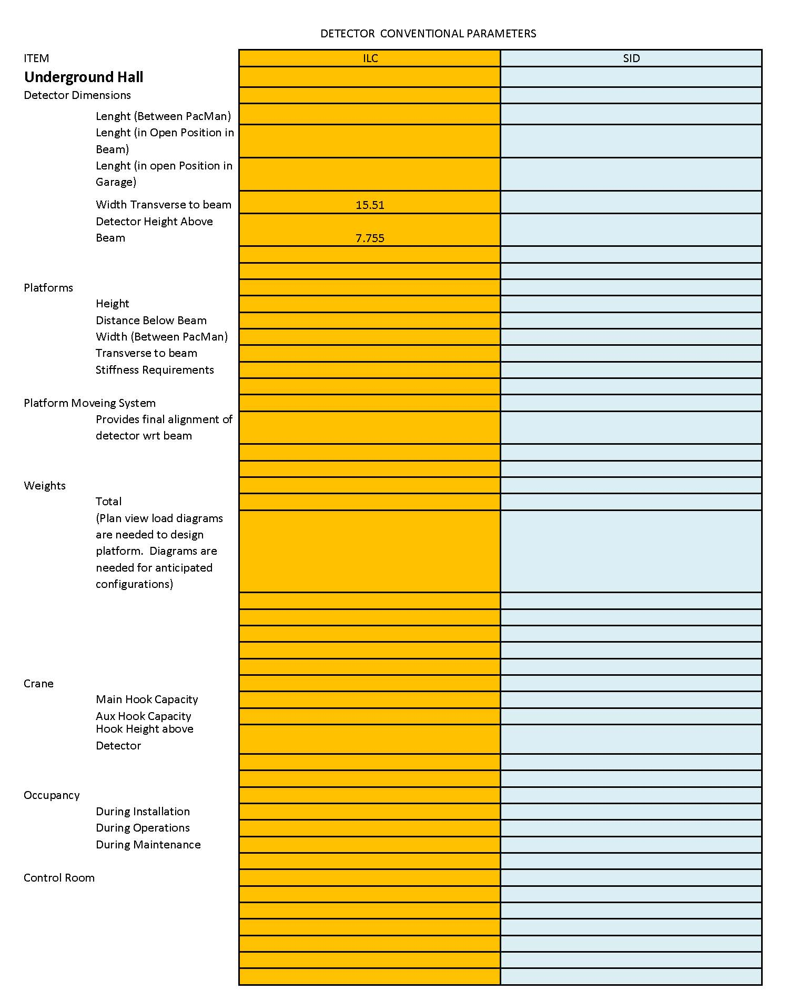 DETECTOR  CONVENTIONAL PARAMETERS
ITEM ILC SID
Underground Hall
Detector Dimensions
Lenght (Between PacMan)
Lenght (in Open Position in
Beam)
Lenght (in open Position in
Garage)
Width Transverse to beam 15.51
Detector Height Above
Beam 7.755
Platforms
Height
Distance Below Beam
Width (Between PacMan)
Transverse to beam
Stiffness Requirements
Platform Moveing System
Provides final alignment of
detector wrt beam
Weights
Total
(Plan view load diagrams
are needed to design
platform.  Diagrams are
needed for anticipated
configurations)
Crane
Main Hook Capacity
Aux Hook Capacity
Hook Height above
Detector
Occupancy
During Installation
During Operations
During Maintenance
Control Room